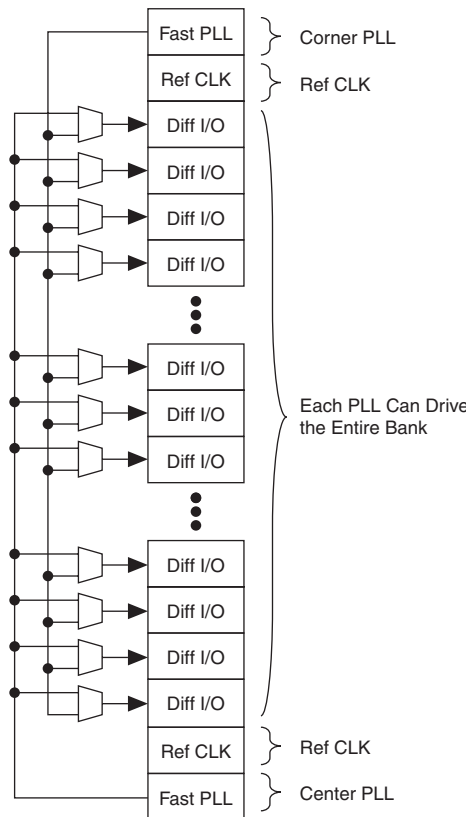 Fast PLL
Corner PLL
Ref CLK
Ref CLK
Diff I/O
Diff I/O
Diff I/O
Diff I/O
Diff I/O
Diff I/O
Diff I/O
Each PLL Can Drive
the Entire Bank
Diff I/O
Diff I/O
Diff I/O
Diff I/O
Ref CLK
Ref CLK
Fast PLL
Center PLL